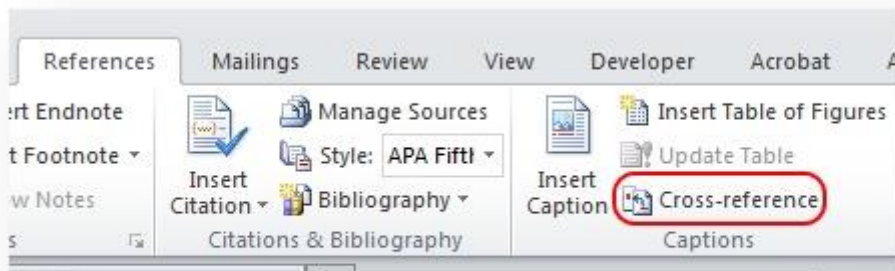 References Mailings Review View Developer Acrobat A
ert Endnote
t Footnote
w Notes
s
Insert
Citation
Manage Sources
Style: APA Fifth
Bibliography
Citations & Bibliography
Insert
Caption
Insert Table of Figures
Update Table
Cross-reference
Captions